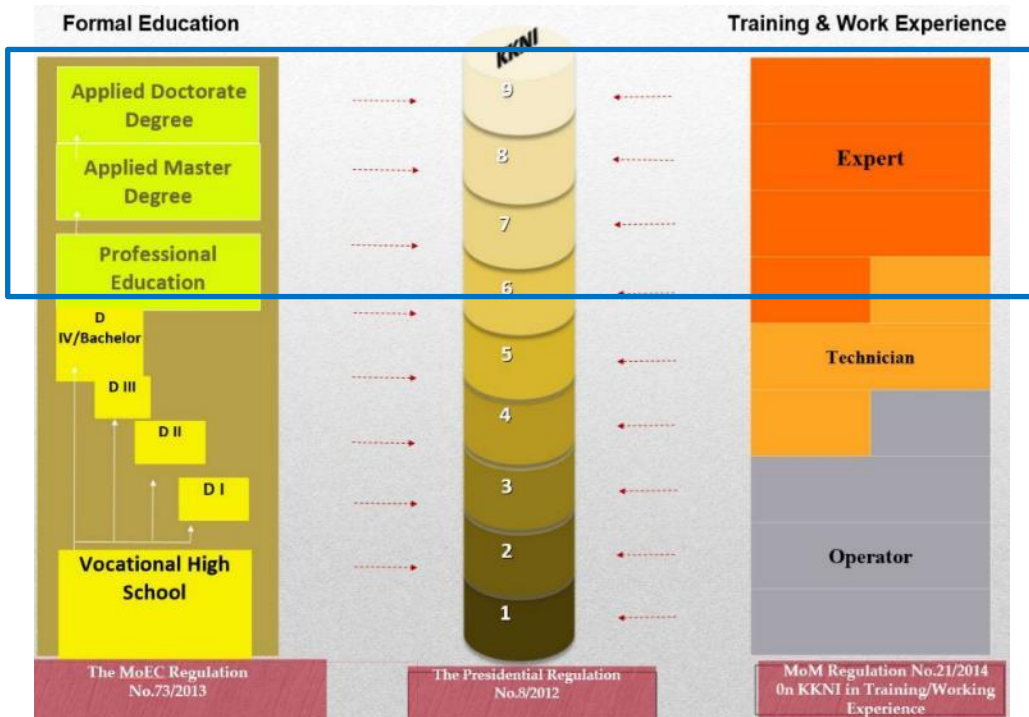 Formal Education
Training & Work Experience
KKNI
Applied Doctorate
Degree
Applied Master
Degree
Professional
Education
D
IV/Bachelor
D III
D II
D I
Vocational High
School
9
8
7
6
5
4
3
2
1
Expert
Technician
Operator
The MoEC Regulation
No.73/2013
The Presidential Regulation
No.8/2012
MoM Regulation No.21/2014
0n KKNI in Training/Working
Experience